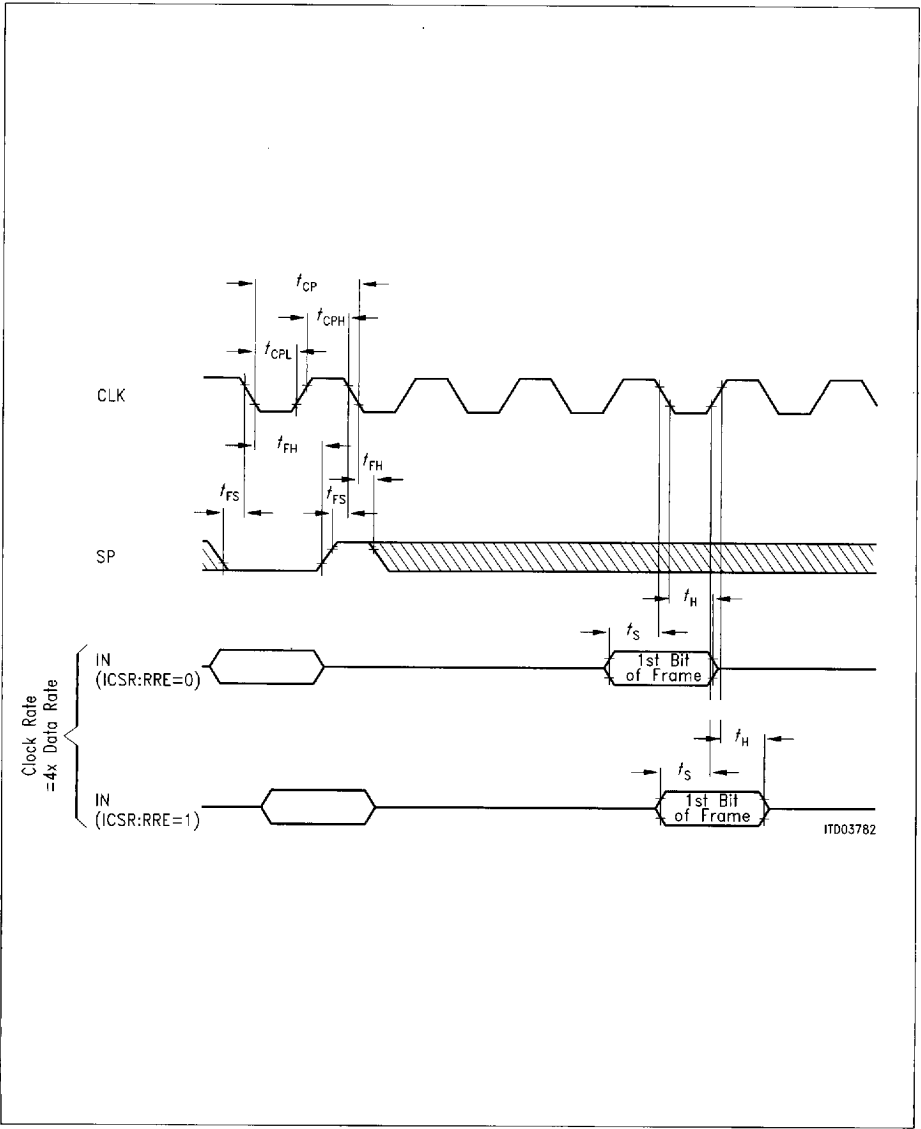 tCP
tCPH
tCPL
CLK
tFH
tFH
tFS
tFS
SP
tH
tS
IN
(ICSR:RRE=0)
1st Bit
of Frame
Clock Rate
=4x Data Rate
tH
tS
IN
(ICSR:RRE=1)
1st Bit
of Frame
ITD03782